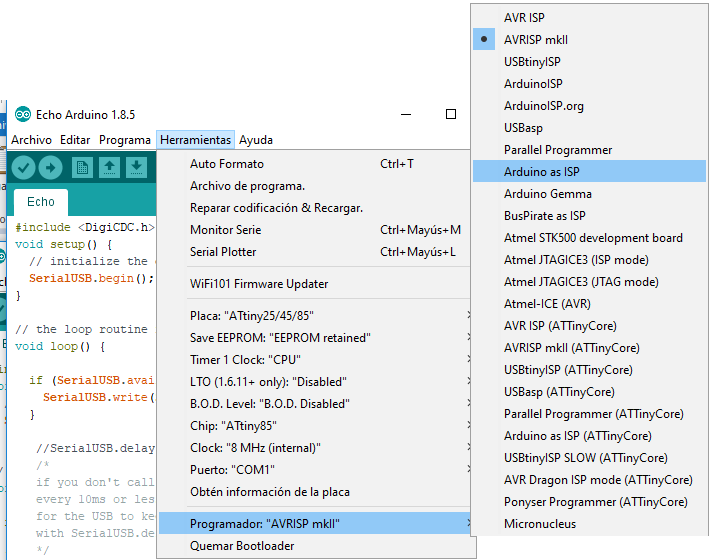 Echo Arduino 1.8.5
Archivo Editar Programa Herramientas Ayuda
Echo
#include <DigiCDC.h>
void setup() {
// initialize the
SerialUSB.begin();
}
// the loop routine
void loop() {
if (SerialUSB.avai
SerialUSB.write(
}
//SerialUSB.delay
/*
if you don't call
every 10ms or les
for the USB to ke
with SerialUSB.de
*/
Auto Formato Ctrl+T
Archivo de programa.
Reparar codificación & Recargar.
Monitor Serie Ctrl+Mayús+M
Serial Plotter Ctrl+Mayús+L
WiFi101 Firmware Updater
Placa: "ATtiny25/45/85"
Save EEPROM: "EEPROM retained"
Timer 1 Clock: "CPU"
LTO (1.6.11+ only): "Disabled"
B.O.D. Level: "B.O.D. Disabled"
Chip: "ATtiny85"
Clock: "8 MHz (internal)"
Puerto: "COM1"
Obtén información de la placa
Programador: "AVRISP mkII"
Quemar Bootloader
AVR ISP
AVRISP mkII
USBtinyISP
ArduinoISP
ArduinoISP.org
USBasp
Parallel Programmer
Arduino as ISP
Arduino Gemma
BusPirate as ISP
Atmel STK500 development board
Atmel JTAGICE3 (ISP mode)
Atmel JTAGICE3 (JTAG mode)
Atmel-ICE (AVR)
AVR ISP (ATTinyCore)
AVRISP mkII (ATTinyCore)
USBtinyISP (ATTinyCore)
USBasp (ATTinyCore)
Parallel Programmer (ATTinyCore)
Arduino as ISP (ATTinyCore)
USBtinyISP SLOW (ATTinyCore)
AVR Dragon ISP mode (ATTinyCore)
Ponyser Programmer (ATTinyCore)
Micronucleus